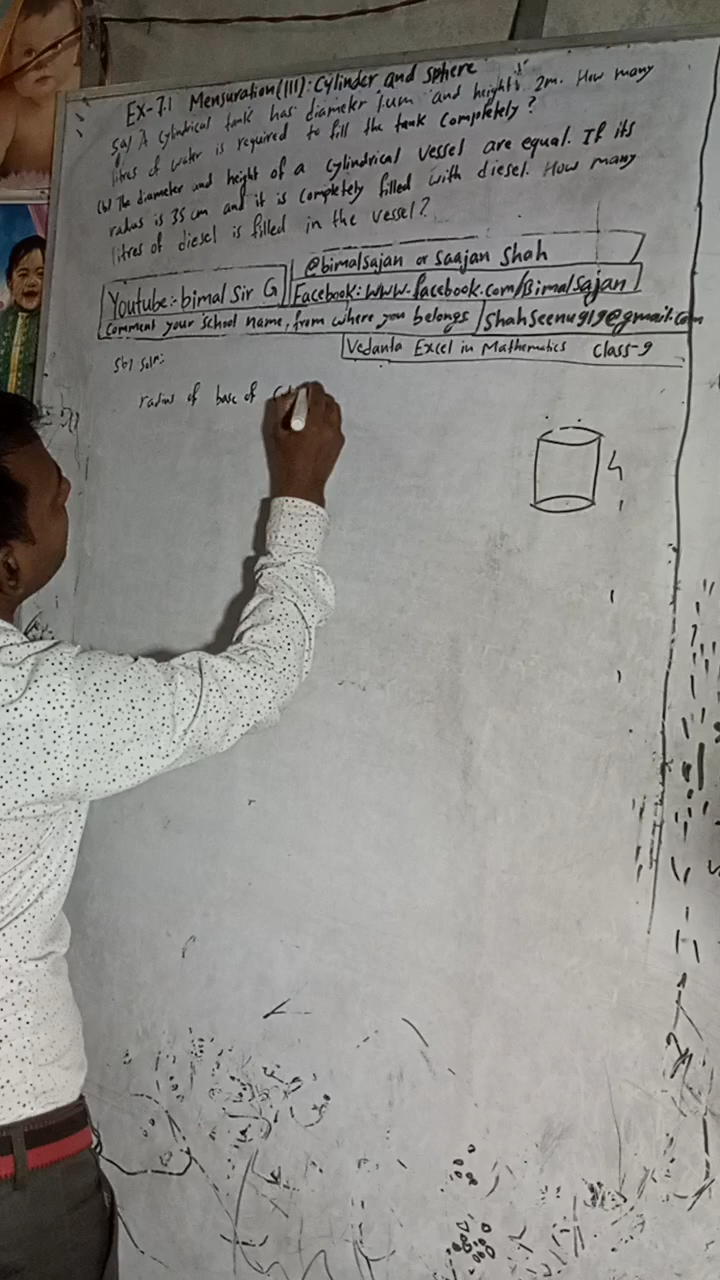 Ex-7.1 Mensuration(III): Cylinder and sphere
5a) A cylindrical tank has diameter 1.4m and height is 2m. How many
litres of water is required to fill the tank completely?
(b) The diameter and height of a cylindrical vessel are equal. If its
radius is 35 cm and it is completely filled with diesel. How many
litres of diesel is filled in the vessel?
@bimalsajan or Saajan Shah
Youtube:- bimal Sir G
Facebook: www.facebook.com/Bimalsajan
comment your school name, from where you belongs
Shahseenu919@gmail.com
Vedanta Excel in Mathematics Class-9
5b) Soln:
radius of base of
h